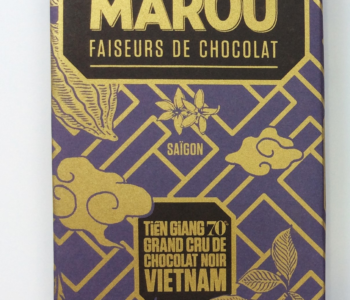 MAROU
FAISEURS DE CHOCOLAT
SAÏGON
TIỀN GIANG 70%
GRAND CRU DE
CHOCOLAT NOIR
VIETNAM